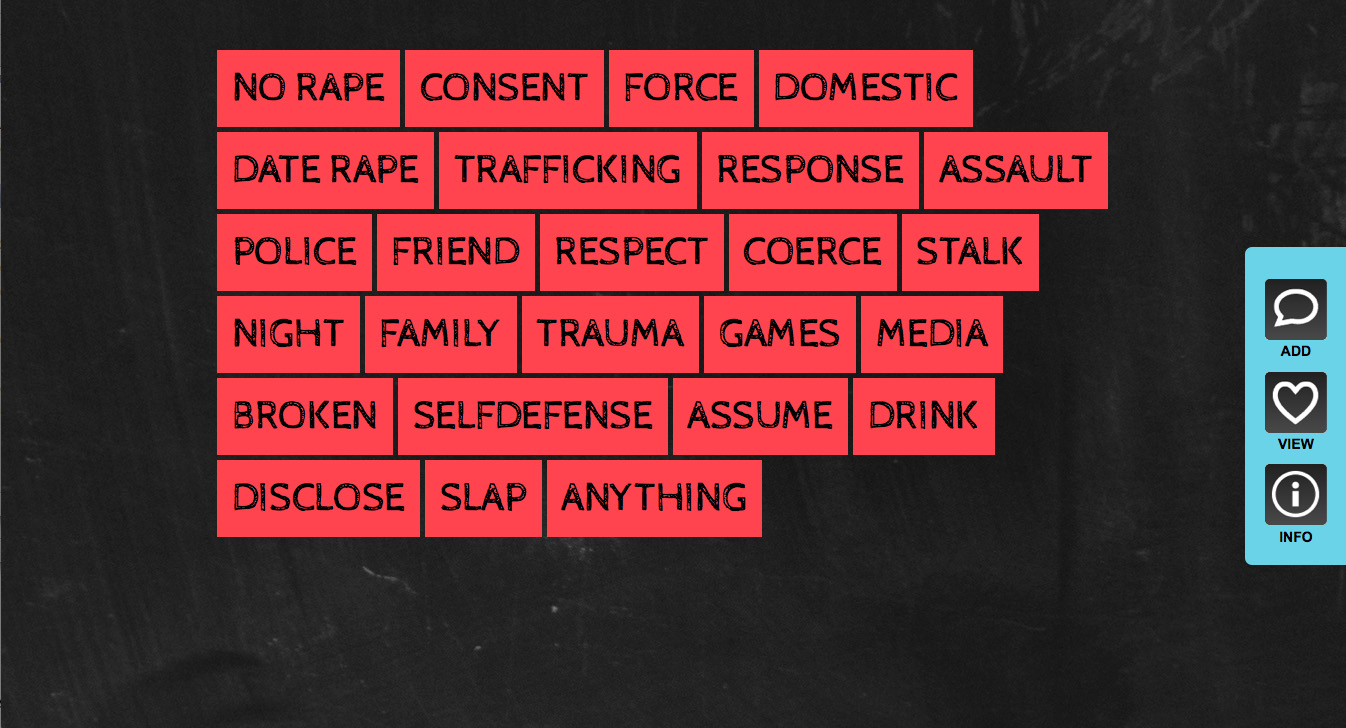 NO RAPE CONSENT FORCE DOMESTIC
DATE RAPE TRAFFICKING RESPONSE ASSAULT
POLICE FRIEND RESPECT COERCE STALK
NIGHT FAMILY TRAUMA GAMES MEDIA
BROKEN SELFDEFENSE ASSUME DRINK
DISCLOSE SLAP ANYTHING
ADD
VIEW
INFO